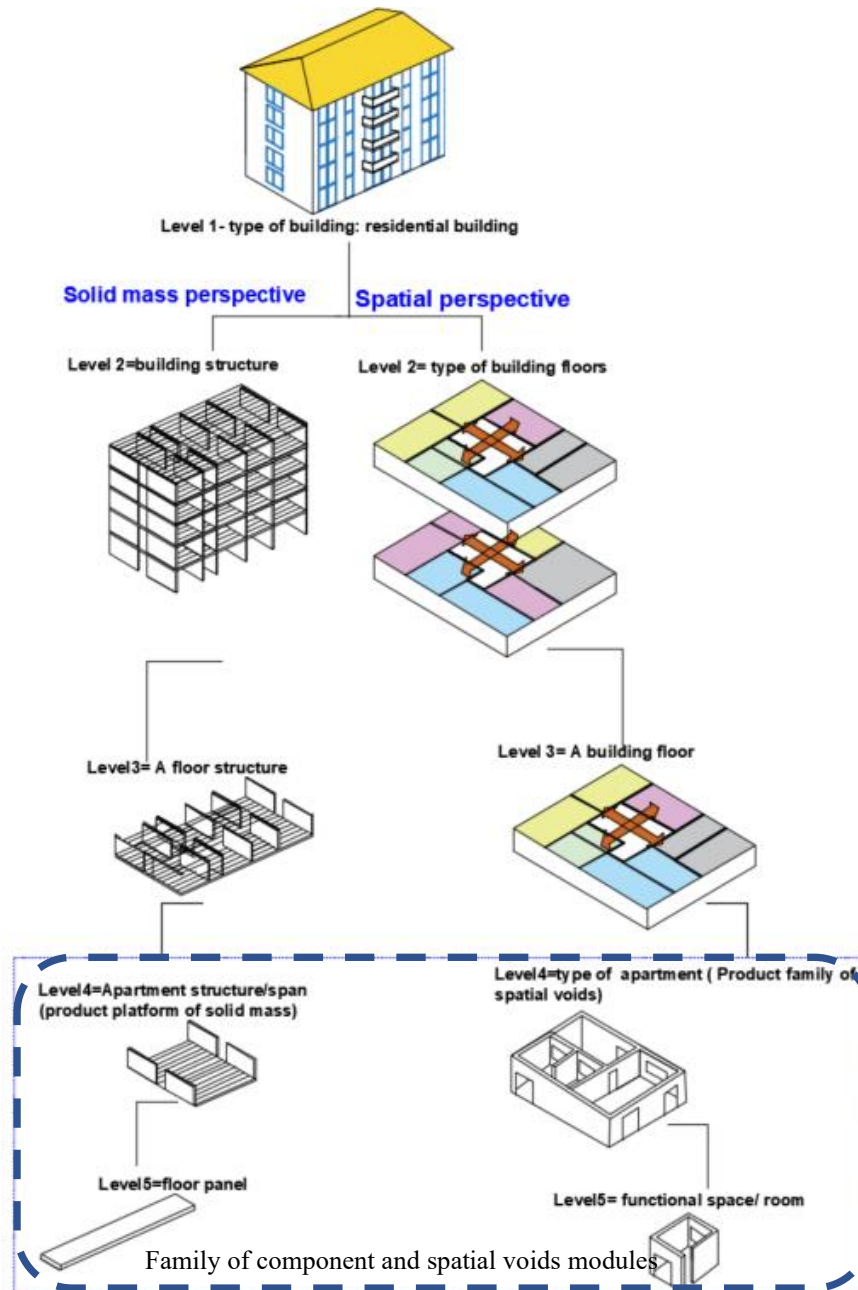 Level 1- type of building: residential building
Solid mass perspective
Spatial perspective
Level 2=building structure
Level 2= type of building floors
Level3= A floor structure
Level 3= A building floor
Level4=Apartment structure/span
(product platform of solid mass)
Level4=type of apartment ( Product family of
spatial voids)
Level5=floor panel
Level5= functional space/ room
Family of component and spatial voids modules